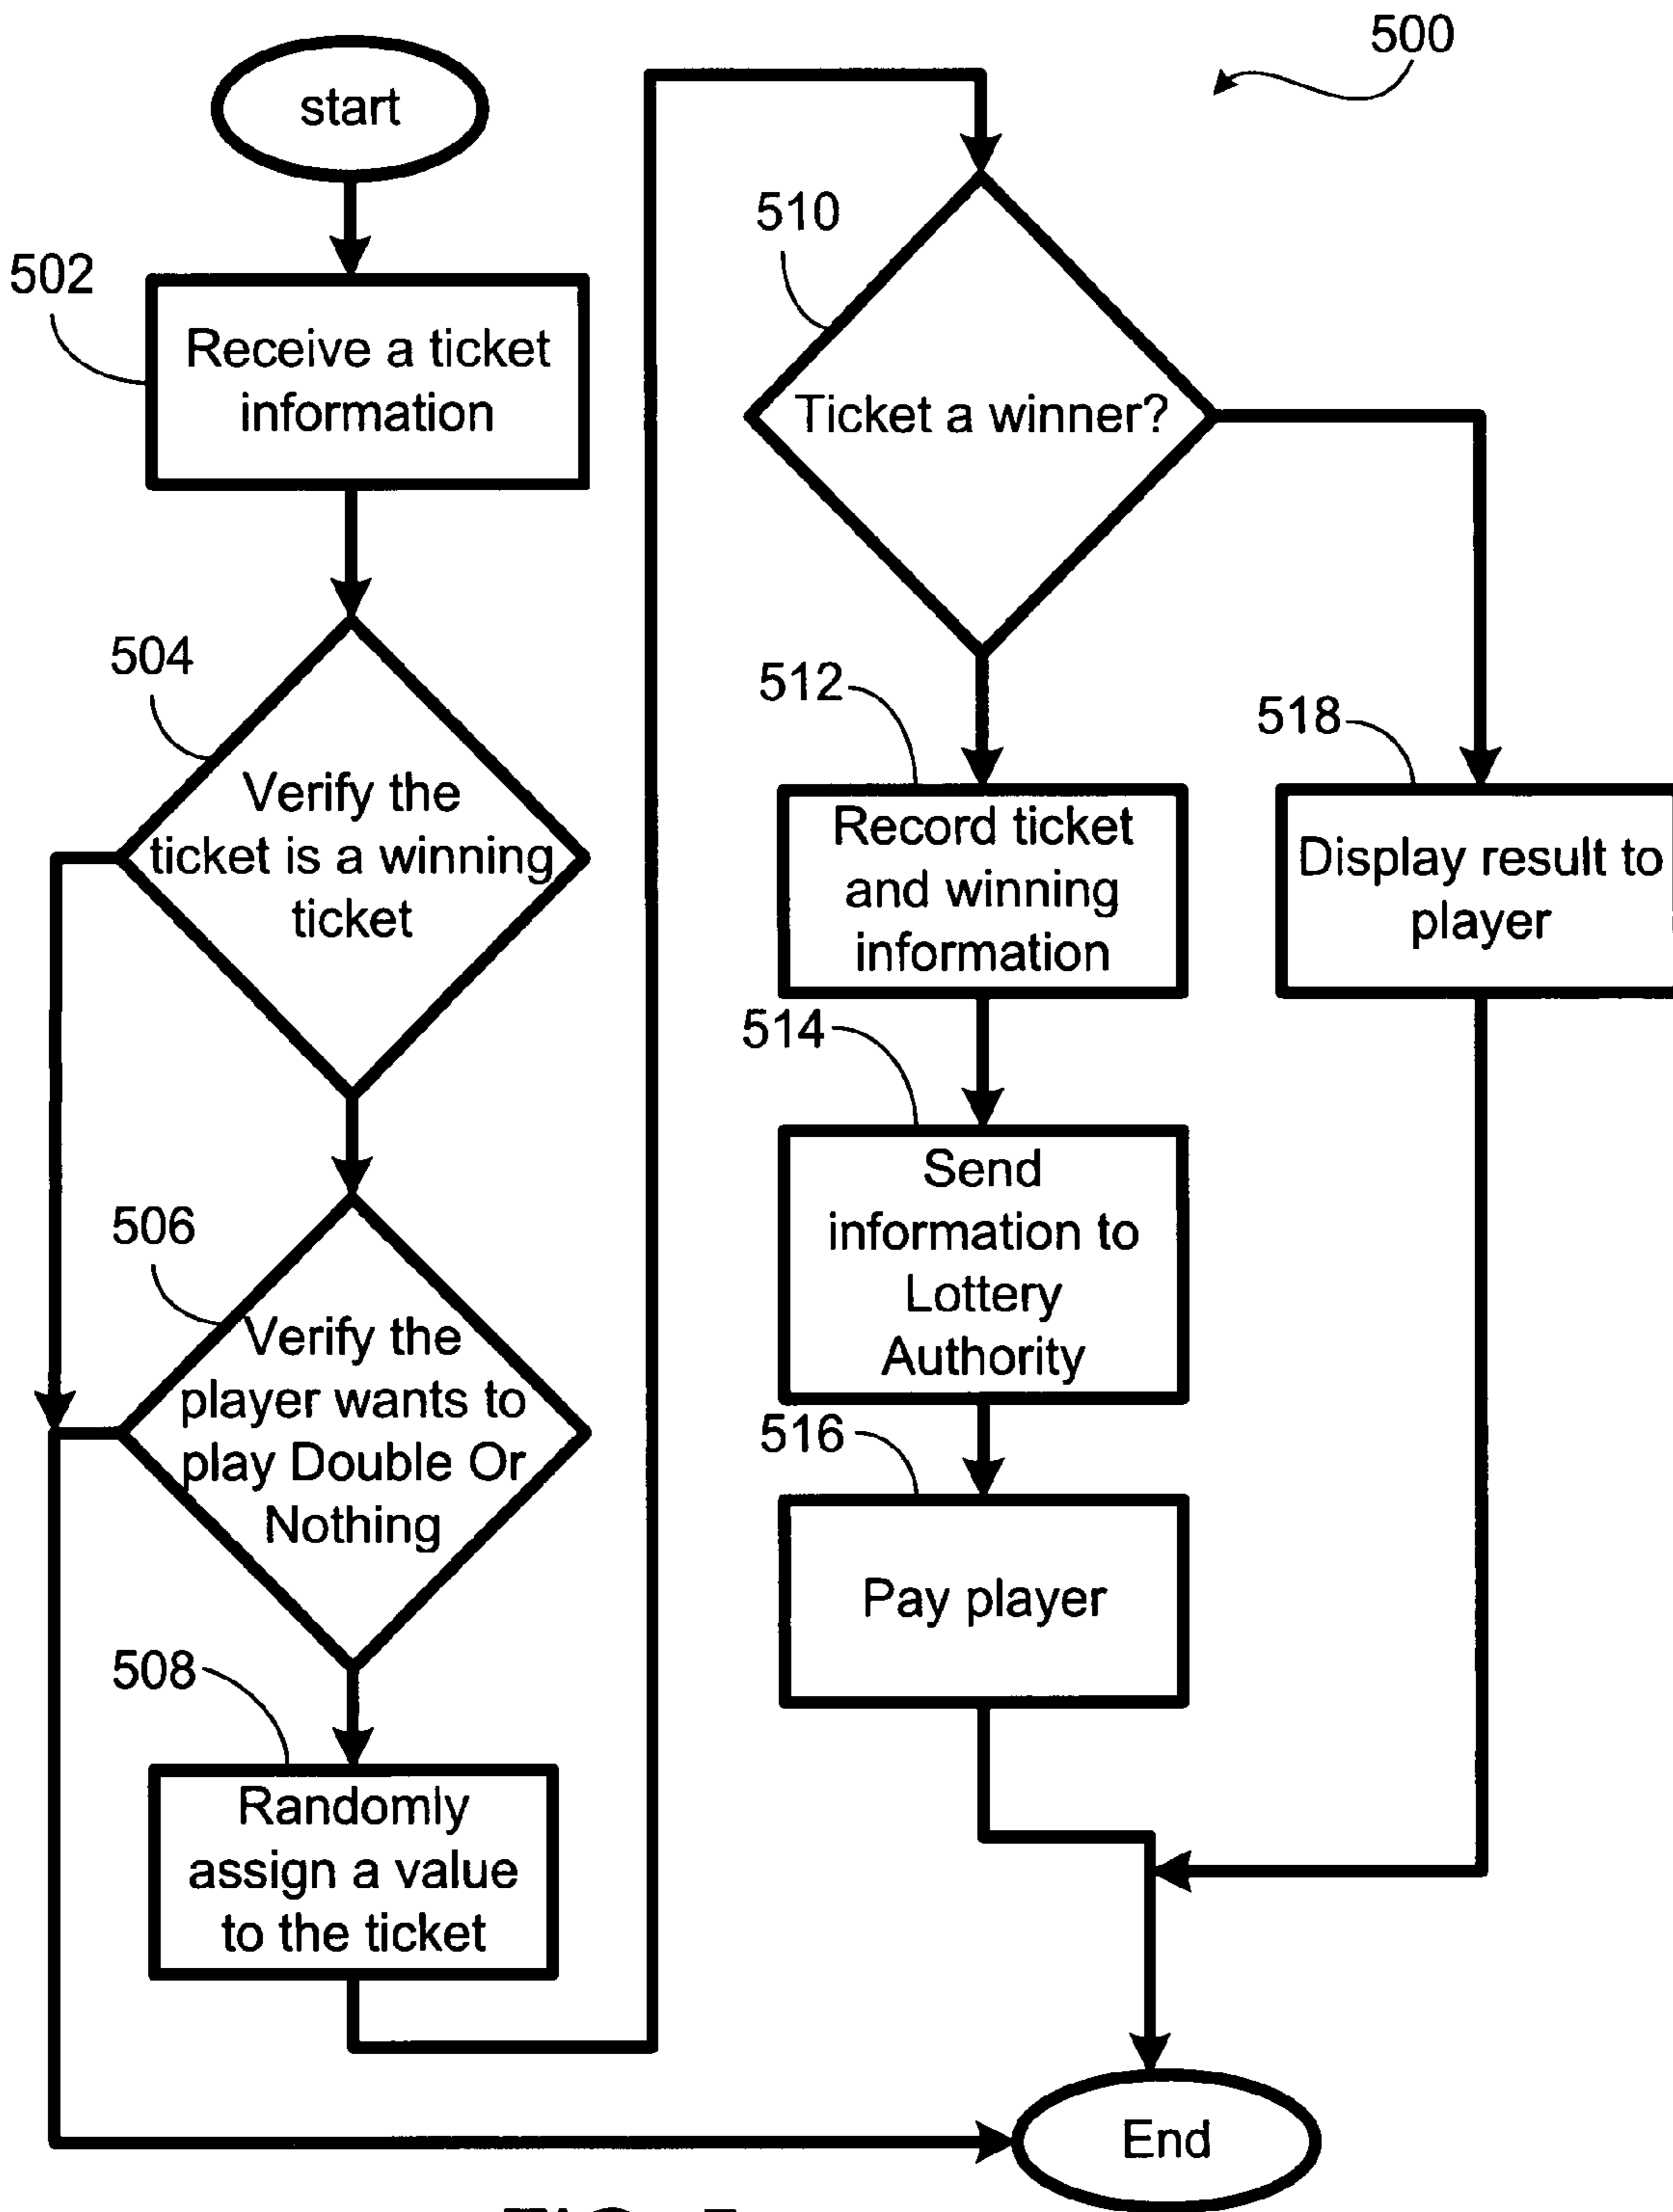 500
start
502
Receive a ticket
information
504
Verify the
ticket is a winning
ticket
506
Verify the
player wants to
play Double Or
Nothing
508
Randomly
assign a value
to the ticket
510
Ticket a winner?
512
Record ticket
and winning
information
514
Send
information to
Lottery
Authority
516
Pay player
518
Display result to
player
End